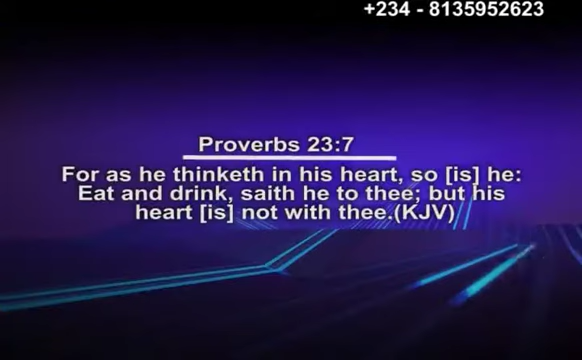 +234 - 8135952623
Proverbs 23:7
For as he thinketh in his heart, so [is] he:
Eat and drink, saith he to thee; but his
heart [is] not with thee.(KJV)